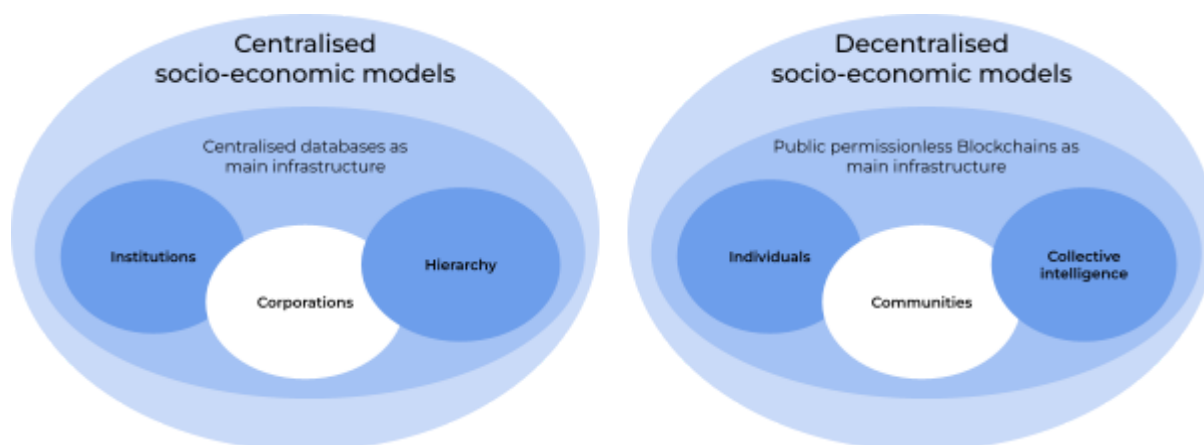 Centralised
socio-economic models
Centralised databases as
main infrastructure
Institutions
Corporations
Hierarchy
Decentralised
socio-economic models
Public permissionless Blockchains as
main infrastructure
Individuals
Communities
Collective
intelligence